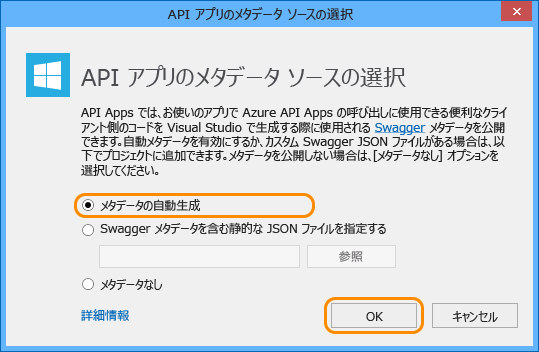 API アプリのメタデータ ソースの選択
API アプリのメタデータ ソースの選択
API Apps では、お使いのアプリで Azure API Apps の呼び出しに使用できる便利なクライ
アント側のコードを Visual Studio で生成する際に使用される Swagger メタデータを公開
できます。自動メタデータを有効にするか、カスタム Swagger JSON ファイルがある場合は、以
下でプロジェクトに追加できます。メタデータを公開しない場合は、[メタデータなし] オプションを
選択してください。
メタデータの自動生成
Swagger メタデータを含む静的な JSON ファイルを指定する
参照
メタデータなし
詳細情報
OK
キャンセル